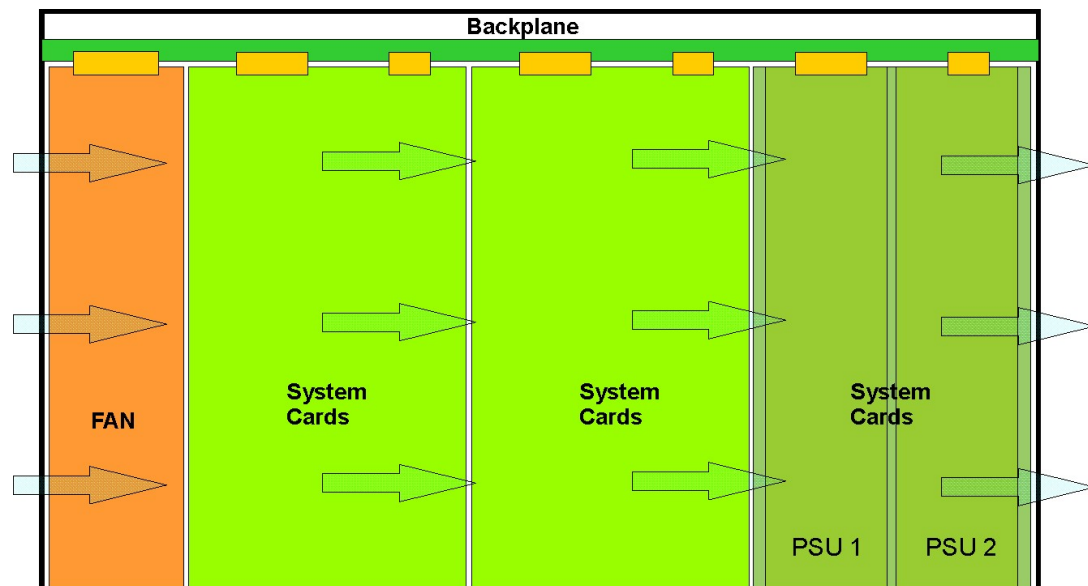 Backplane
FAN
System
Cards
System
Cards
System
Cards
PSU 1
PSU 2